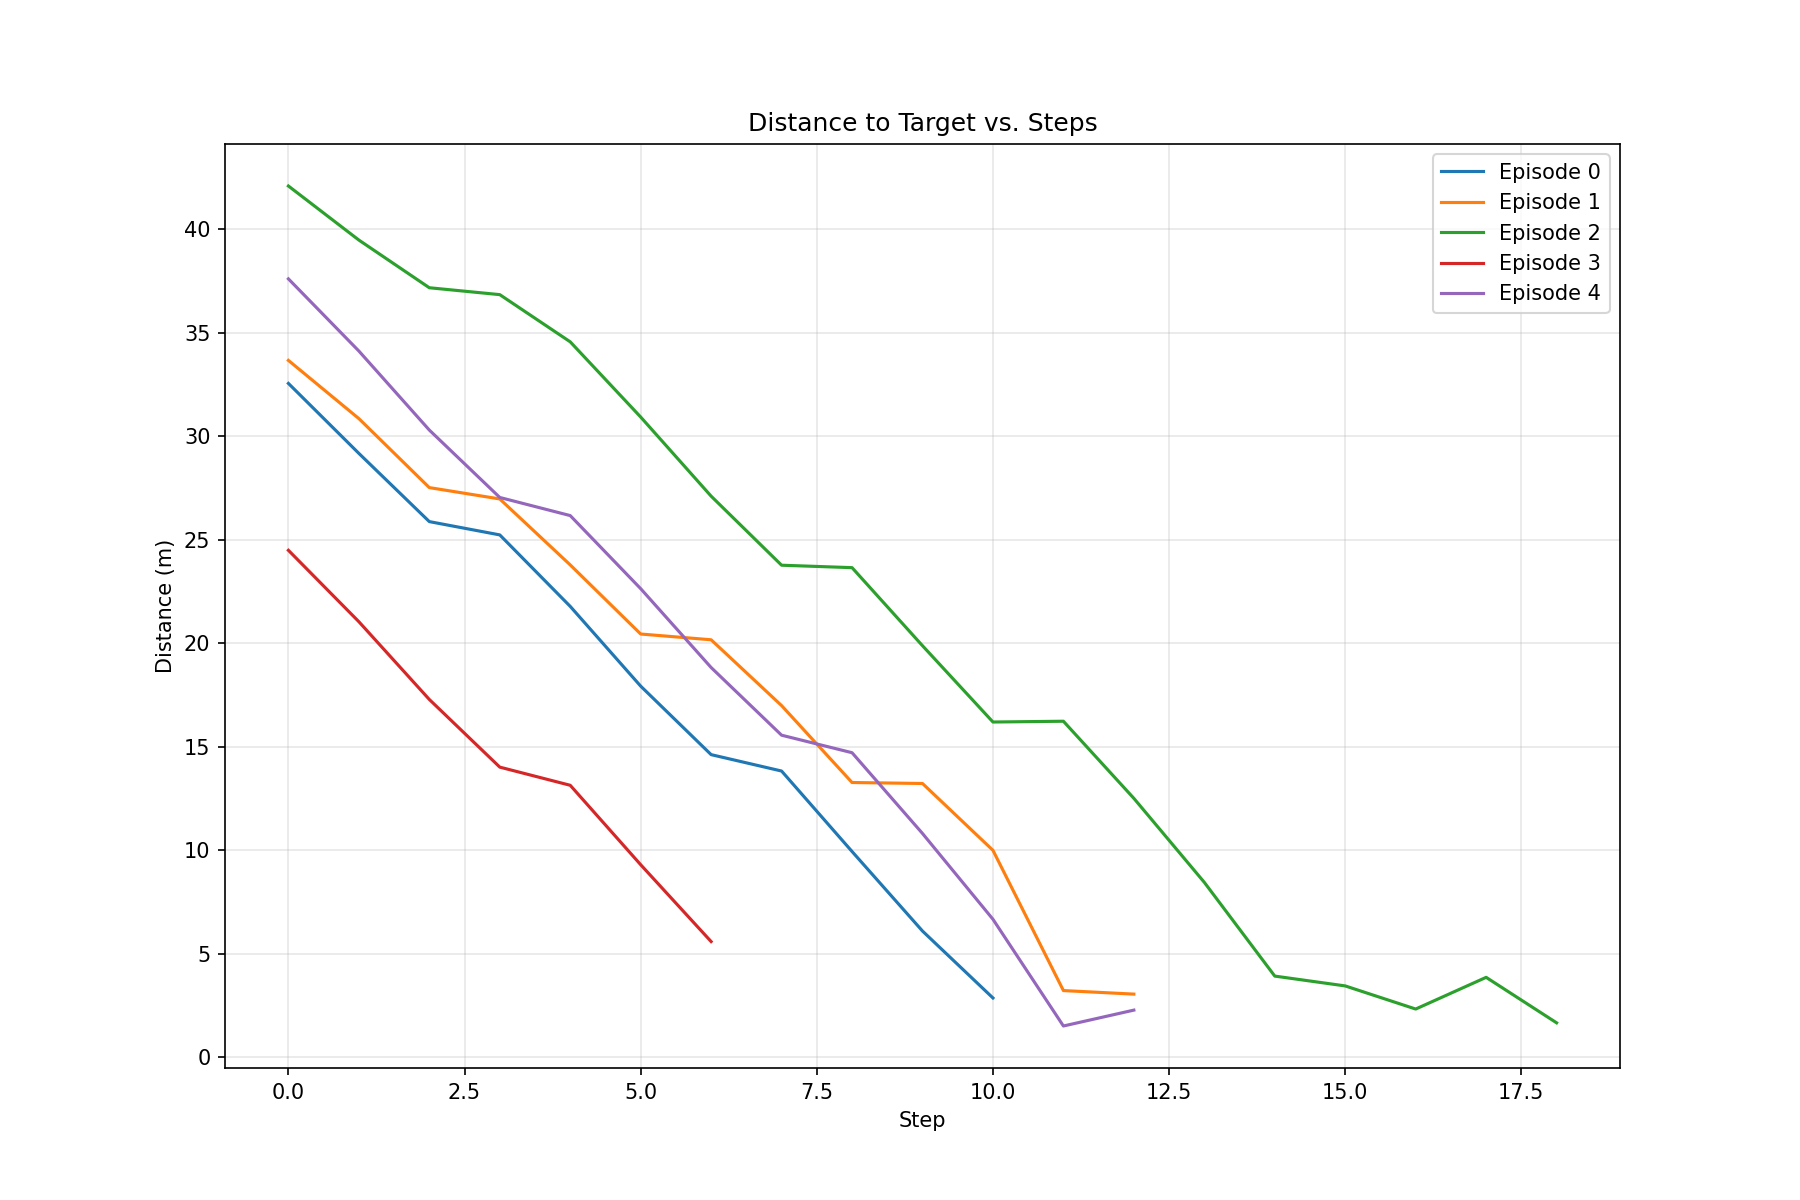 Distance to Target vs. Steps
Episode 0
Episode 1
Episode 2
Episode 3
Episode 4
40
35
30
25
20
15
10
5
0
Distance (m)
0.0 2.5 5.0 7.5 10.0 12.5 15.0 17.5
Step